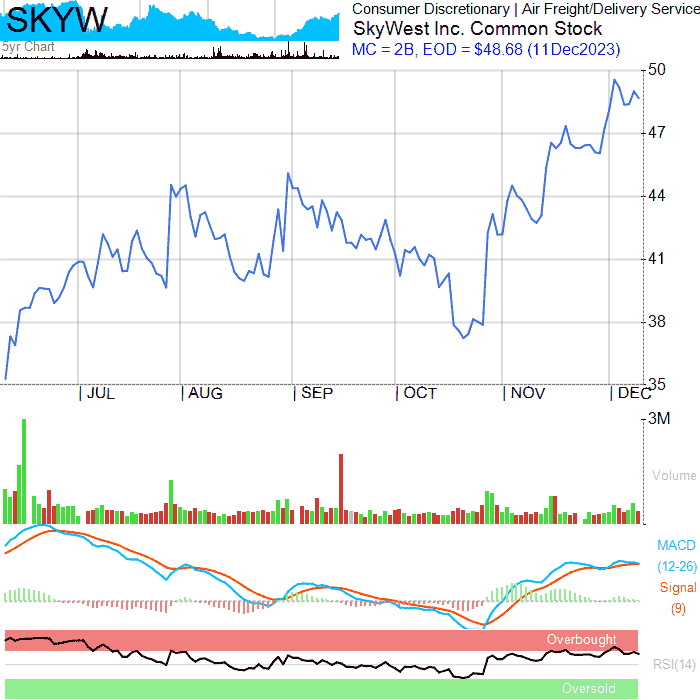 SKYW
5yr Chart
Consumer Discretionary | Air Freight/Delivery Service
SkyWest Inc. Common Stock
MC = 2B, EOD = $48.68 (11Dec2023)
50
47
44
41
38
35
| JUL
| AUG
| SEP
| OCT
| NOV
| DEC
3M
Volume
MACD
(12-26)
Signal
(9)
Overbought
RSI(14)
Oversold